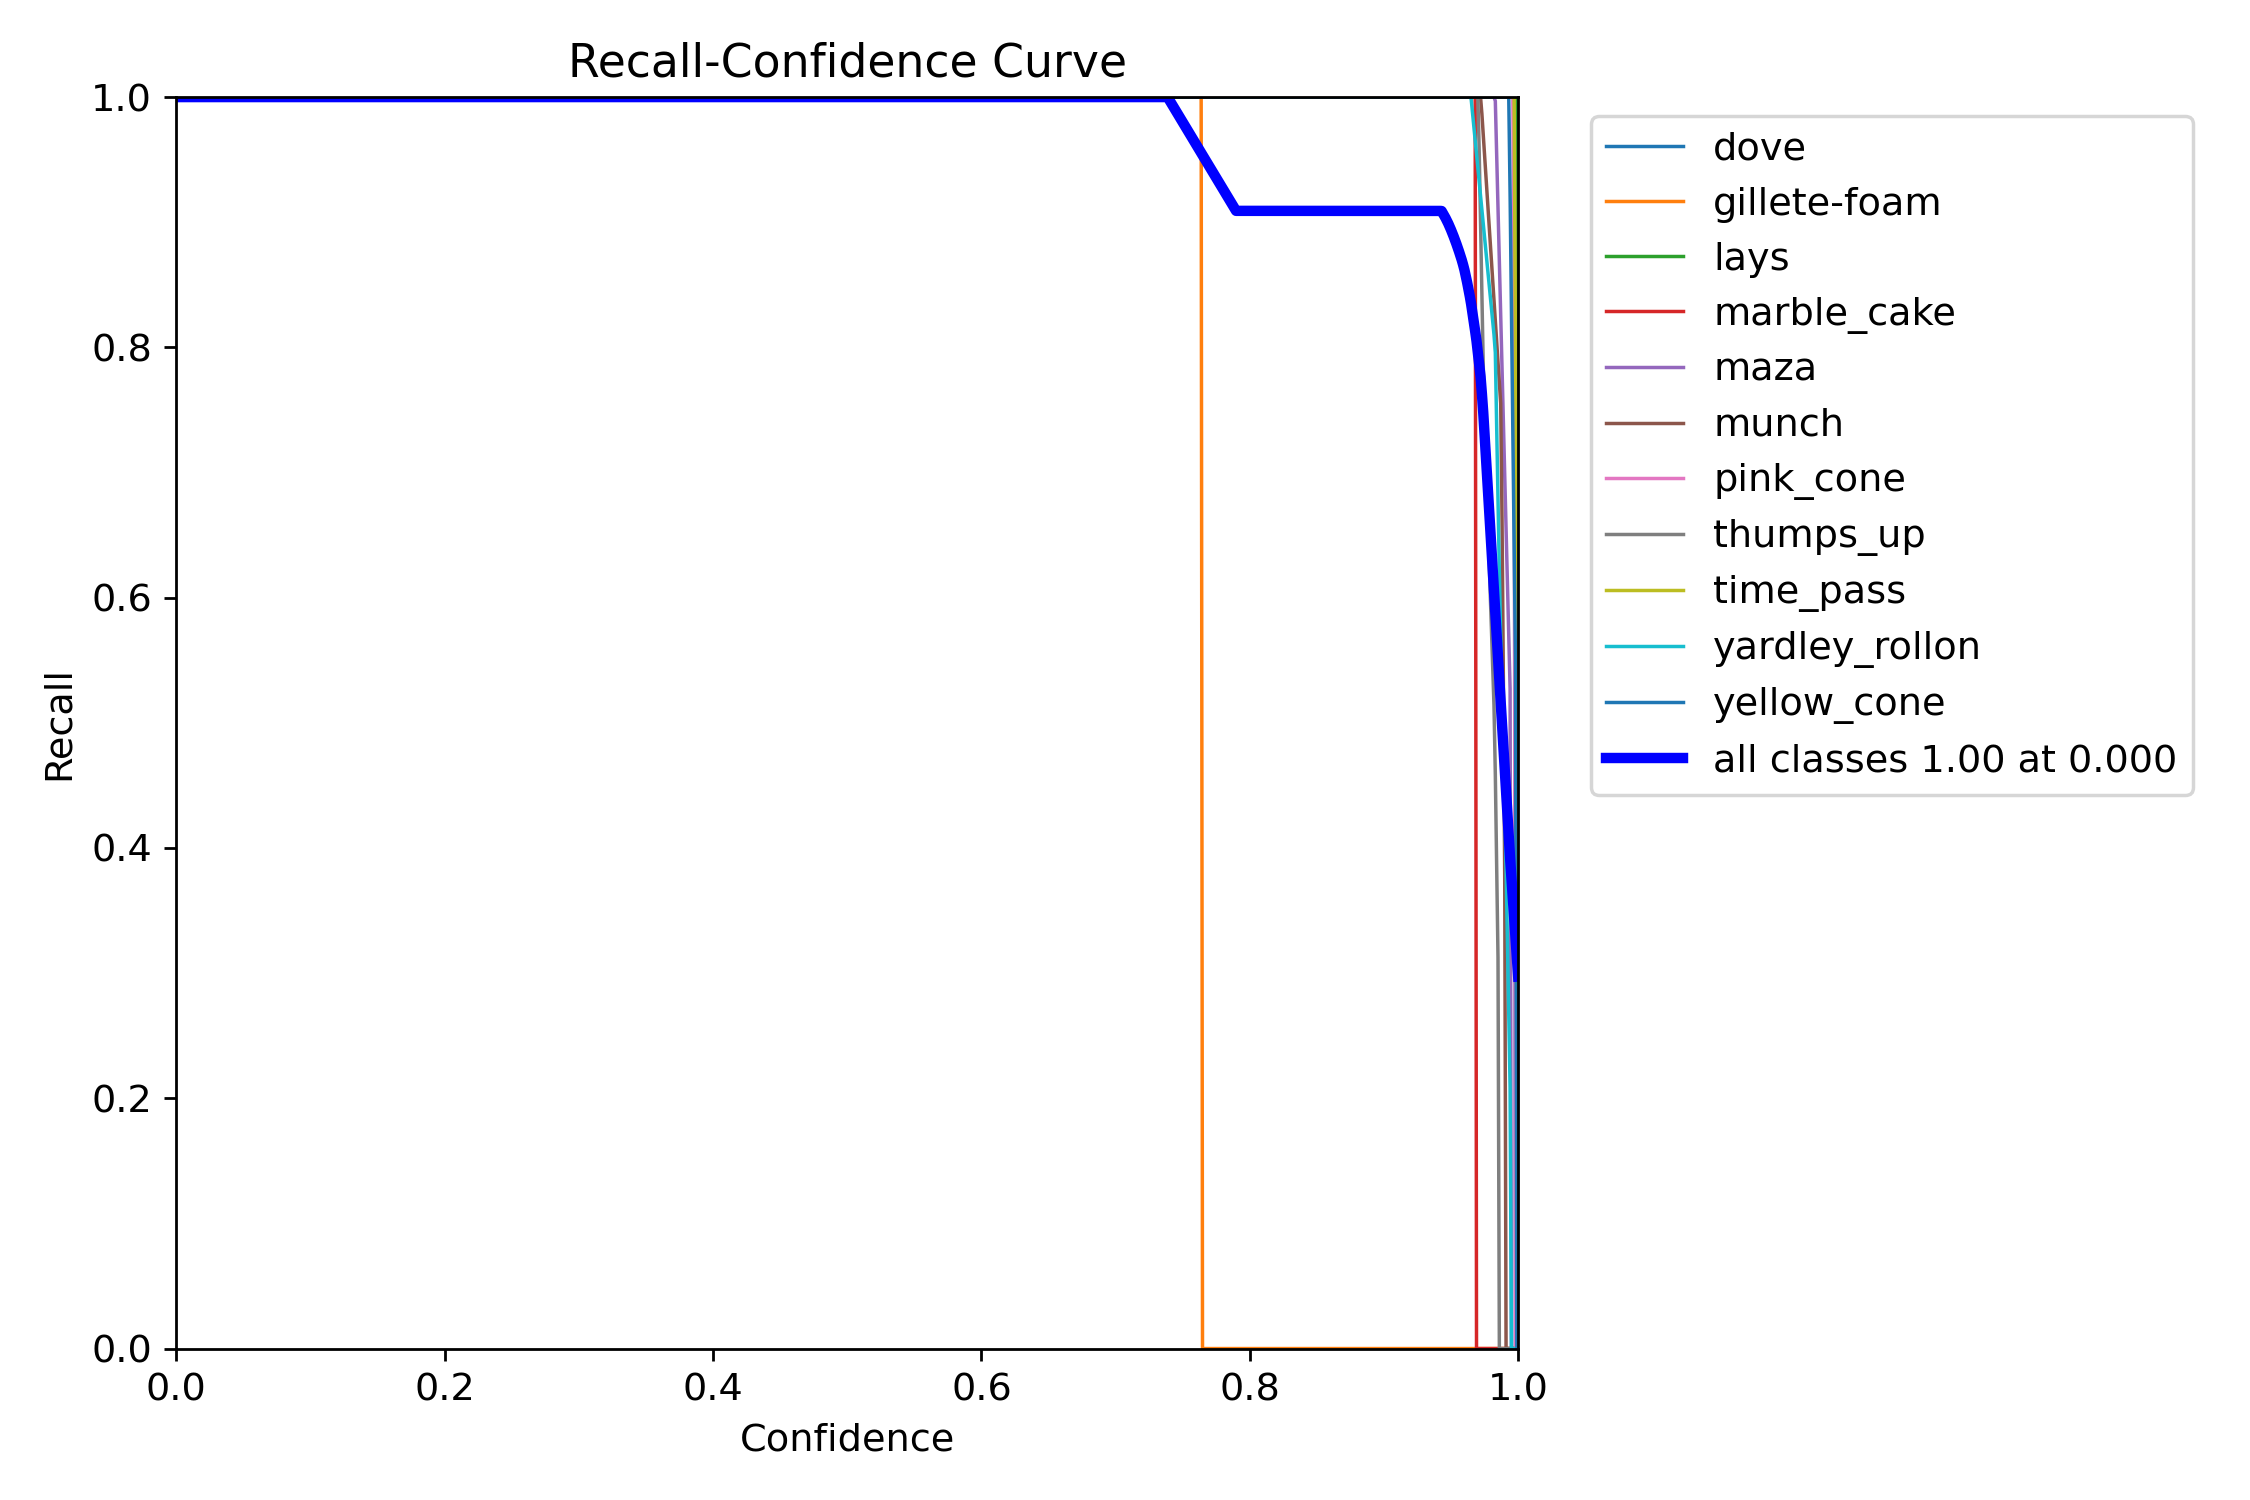 Recall-Confidence Curve
1.0
0.8
0.6
0.4
0.2
0.0
Recall
0.0 0.2 0.4 0.6 0.8 1.0
Confidence
dove
gillete-foam
lays
marble_cake
maza
munch
pink_cone
thumps_up
time_pass
yardley_rollon
yellow_cone
all classes 1.00 at 0.000